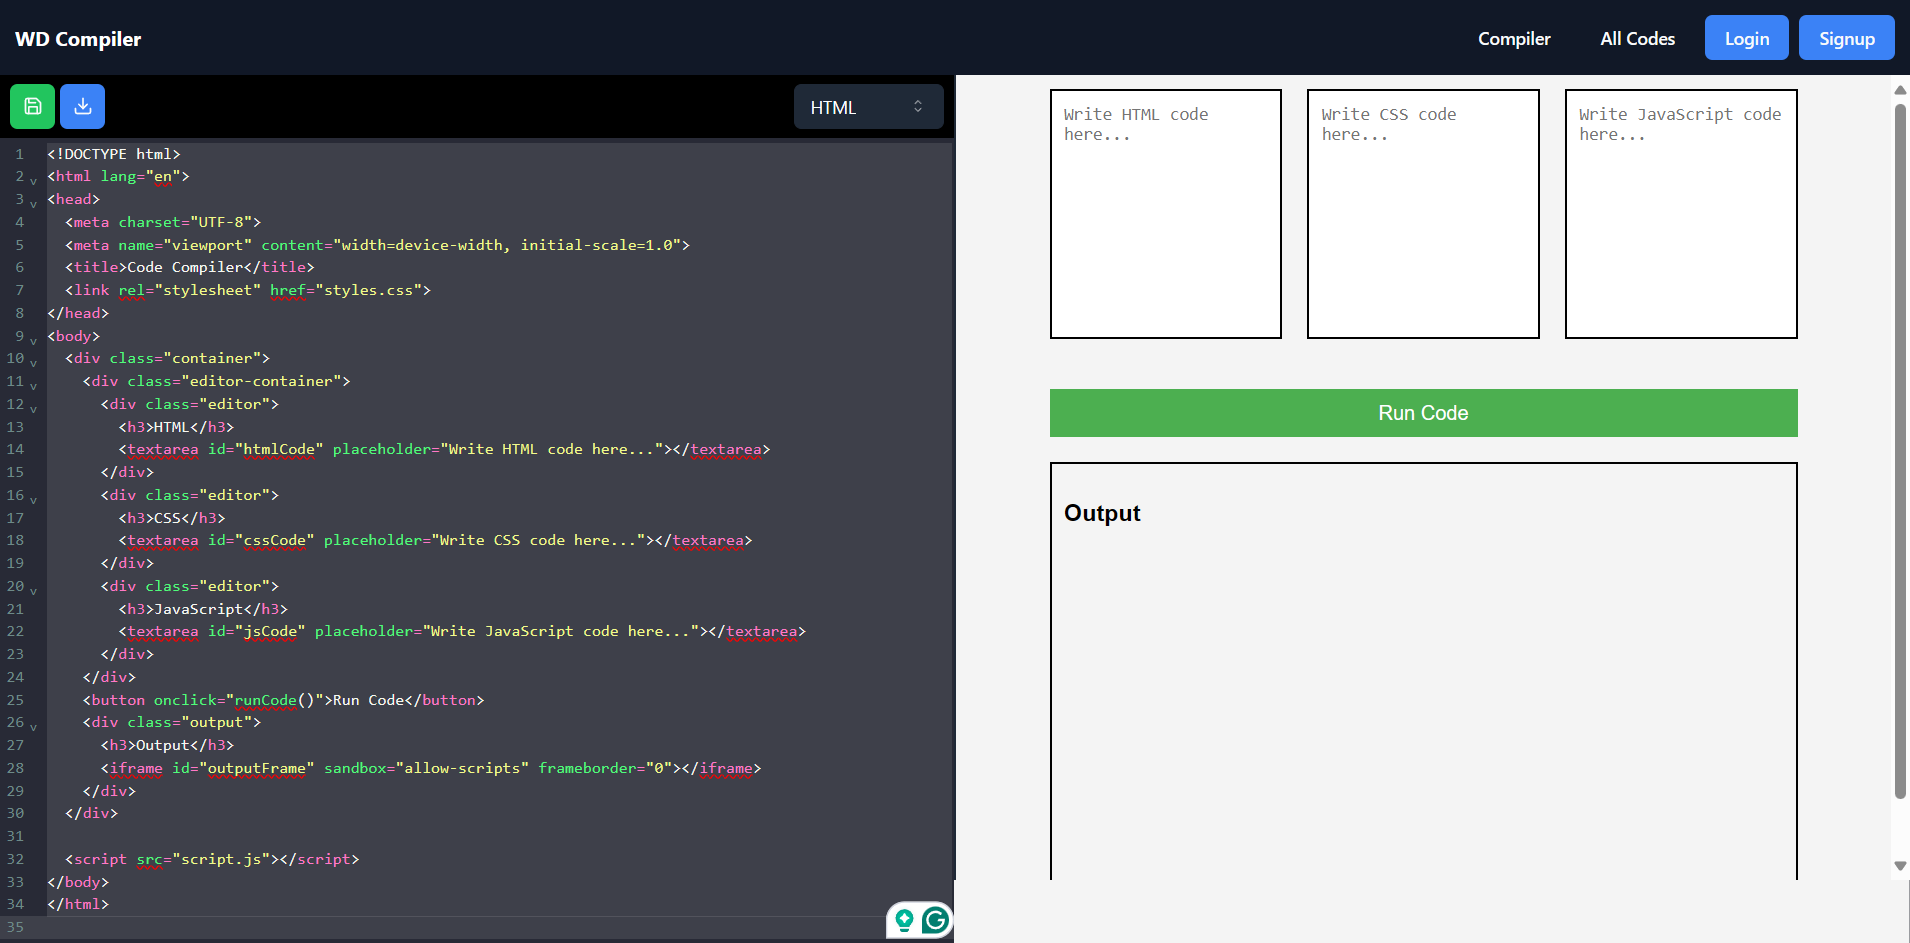 WD Compiler
Compiler
All Codes
Login
Signup
HTML
1 <!DOCTYPE html>
2 <html lang="en">
3 <head>
4   <meta charset="UTF-8">
5   <meta name="viewport" content="width=device-width, initial-scale=1.0">
6   <title>Code Compiler</title>
7   <link rel="stylesheet" href="styles.css">
8 </head>
9 <body>
10   <div class="container">
11     <div class="editor-container">
12       <div class="editor">
13         <h3>HTML</h3>
14         <textarea id="htmlCode" placeholder="Write HTML code here..."></textarea>
15       </div>
16       <div class="editor">
17         <h3>CSS</h3>
18         <textarea id="cssCode" placeholder="Write CSS code here..."></textarea>
19       </div>
20       <div class="editor">
21         <h3>JavaScript</h3>
22         <textarea id="jsCode" placeholder="Write JavaScript code here..."></textarea>
23       </div>
24     </div>
25     <button onclick="runCode()">Run Code</button>
26     <div class="output">
27       <h3>Output</h3>
28       <iframe id="outputFrame" sandbox="allow-scripts" frameborder="0"></iframe>
29     </div>
30   </div>
31
32   <script src="script.js"></script>
33 </body>
34 </html>
35
Write HTML code
here...
Write CSS code
here...
Write JavaScript code
here...
Run Code
Output